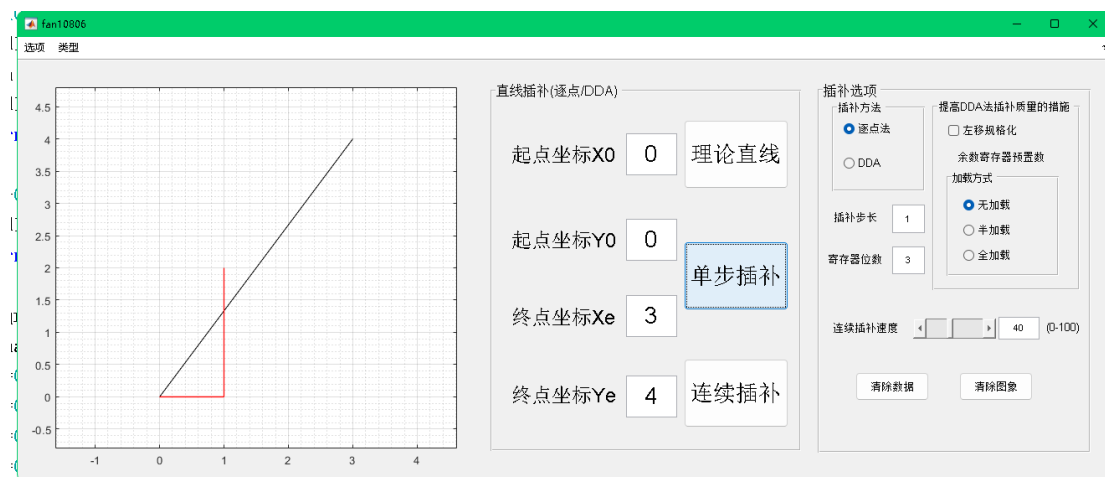 fan10806
选项 类型
4.5
4
3.5
3
2.5
2
1.5
1
0.5
0
-0.5
-1 0 1 2 3 4
直线插补(逐点/DDA)
起点坐标X0 0 理论直线
起点坐标Y0 0
单步插补
终点坐标Xe 3
终点坐标Ye 4 连续插补
插补选项
插补方法
逐点法
DDA
插补步长 1
寄存器位数 3
提高DDA法插补质量的措施
左移规格化
余数寄存器预置数
加载方式
无加载
半加载
全加载
连续插补速度 40 (0-100)
清除数据 清除图象